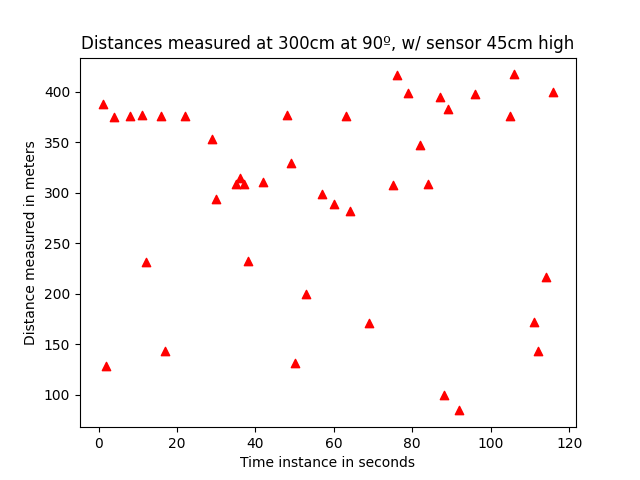 Distances measured at 300cm at 90º, w/ sensor 45cm high
Distance measured in meters
400
350
300
250
200
150
100
0 20 40 60 80 100 120
Time instance in seconds